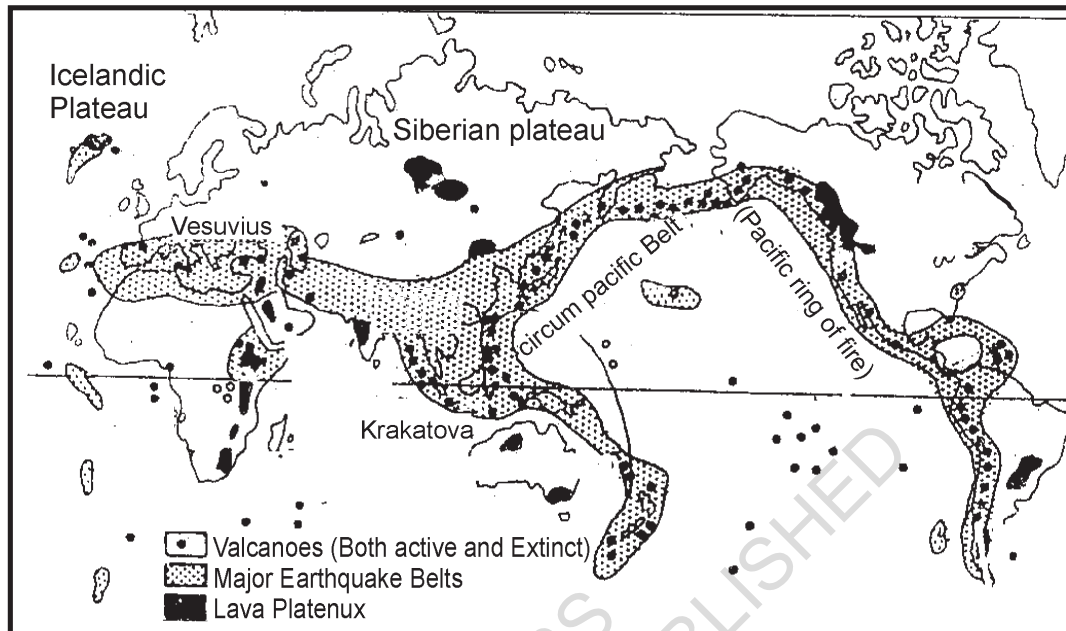 Icelandic
Plateau
Siberian plateau
Vesuvius
circum pacific Belt
(Pacific ring of fire)
Krakatova
Valcanoes (Both active and Extinct)
Major Earthquake Belts
Lava Platenux